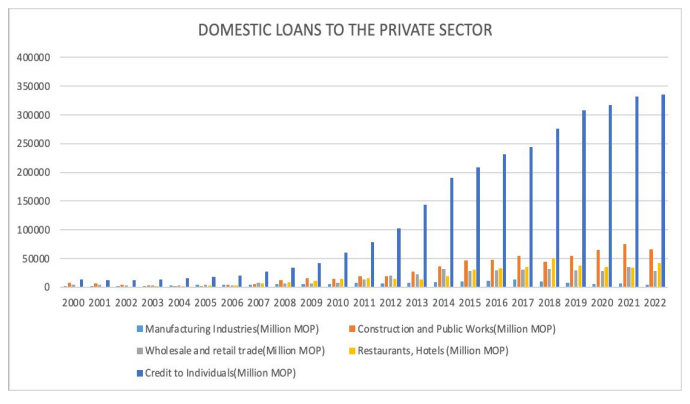 DOMESTIC LOANS TO THE PRIVATE SECTOR
400000
350000
300000
250000
200000
150000
100000
50000
0
2000 2001 2002 2003 2004 2005 2006 2007 2008 2009 2010 2011 2012 2013 2014 2015 2016 2017 2018 2019 2020 2021 2022
Manufacturing Industries(Million MOP) Construction and Public Works(Million MOP)
Wholesale and retail trade(Million MOP) Restaurants, Hotels (Million MOP)
Credit to Individuals(Million MOP)